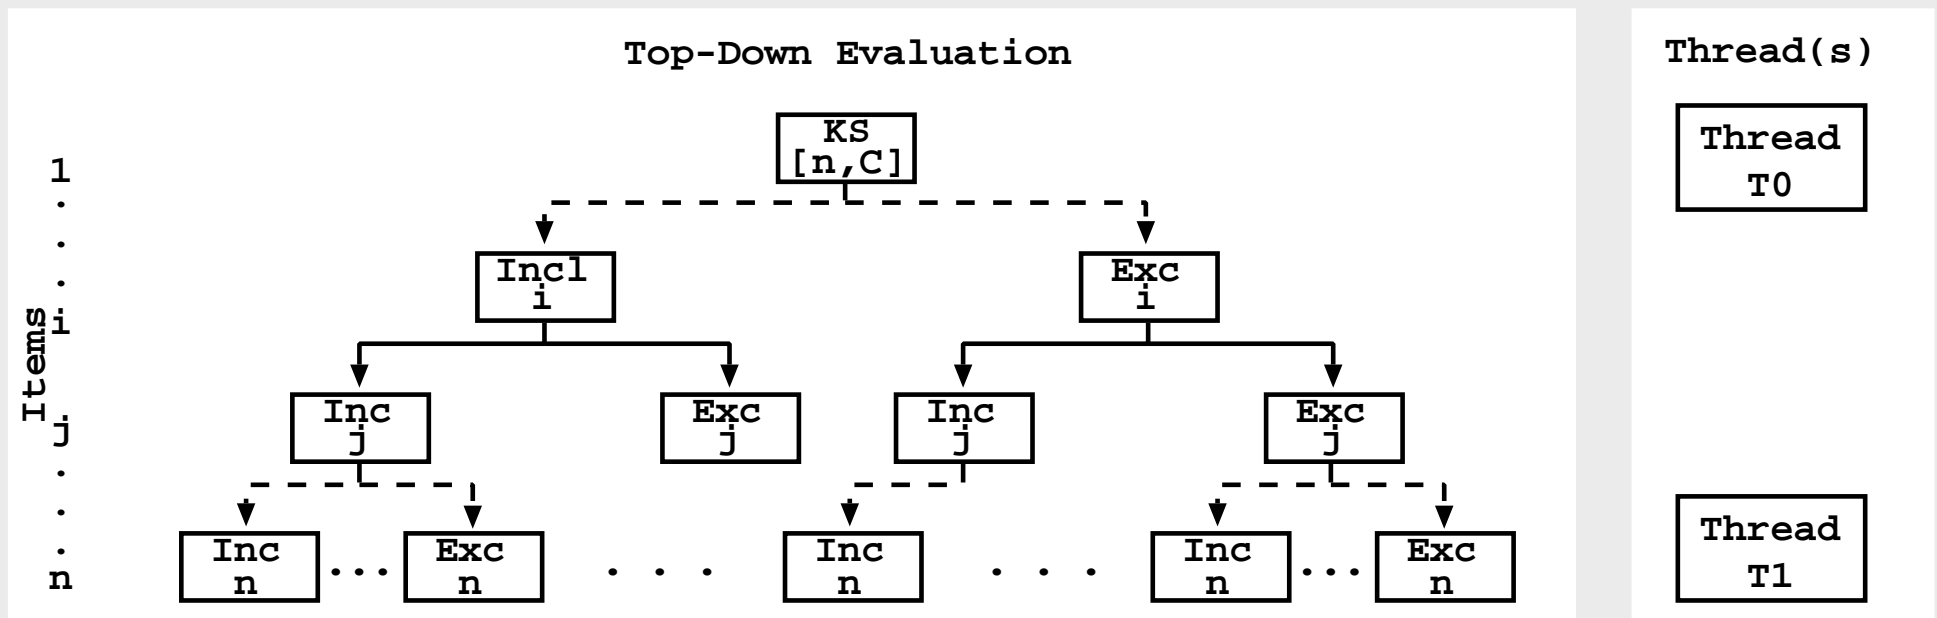 Top-Down Evaluation
Thread(s)
KS
[n,C]
Thread
T0
Items
1
.
.
.
i
j
.
.
.
n
Incl
i
Exc
i
Inc
j
Exc
j
Inc
j
Exc
j
Inc
n
...
Exc
n
. . .
Inc
n
. . .
Inc
n
...
Exc
n
Thread
T1